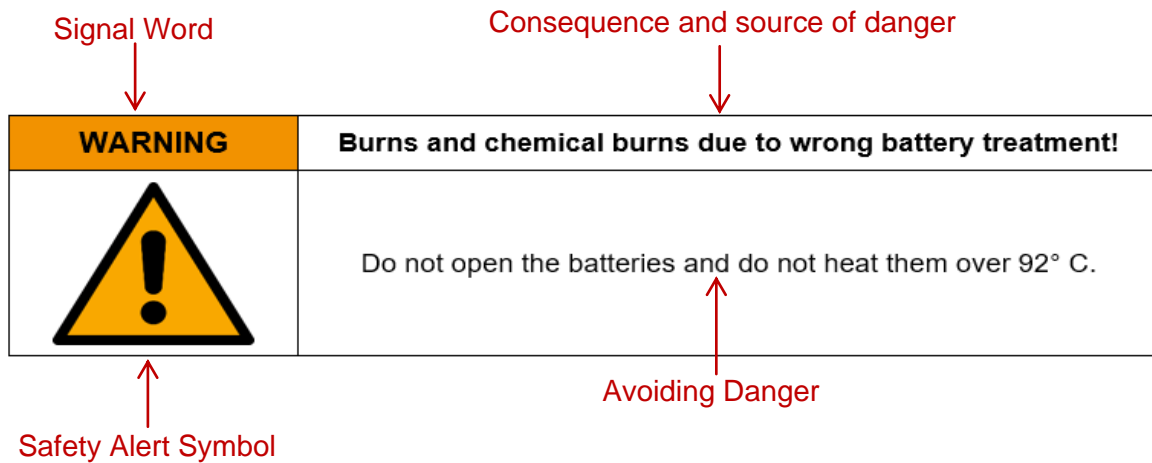 Signal Word
Consequence and source of danger
WARNING
Burns and chemical burns due to wrong battery treatment!
Do not open the batteries and do not heat them over 92° C.
Avoiding Danger
Safety Alert Symbol